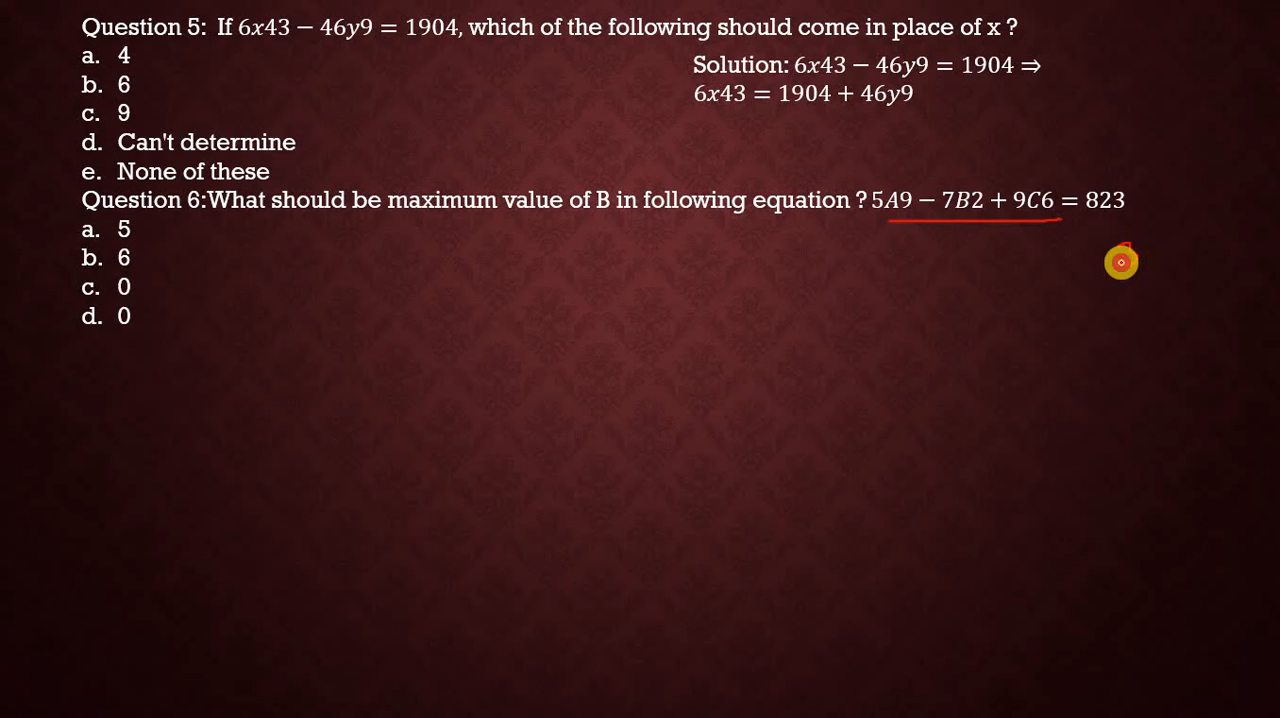 Question 5: If 6x43 − 46y9 = 1904, which of the following should come in place of x ?
a. 4
b. 6
c. 9
d. Can't determine
e. None of these
Solution: 6x43 − 46y9 = 1904 ⇒
6x43 = 1904 + 46y9
Question 6:What should be maximum value of B in following equation ? 5A9 − 7B2 + 9C6 = 823
a. 5
b. 6
c. 0
d. 0